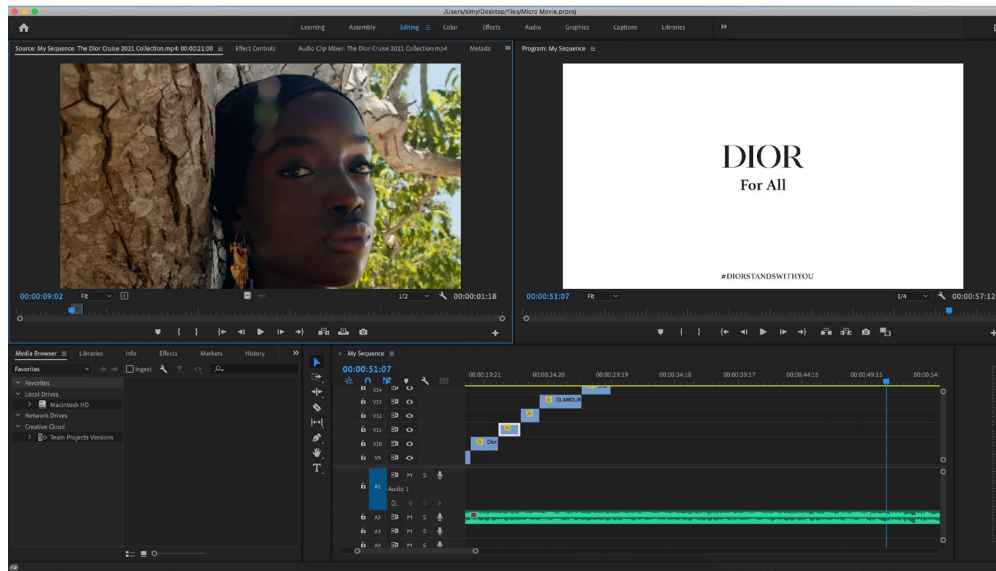 /Users/simy/Desktop/files/Micro Movie.prproj
Learning Assembly Editing Color Effects Audio Graphics Captions Libraries
Source: My Sequence: The Dior Cruise 2021 Collection.mp4: 00:00:21:00 Effect Controls Audio Clip Mixer: The Dior Cruise 2021 Collection.mp4 Metada
Program: My Sequence
DIOR
For All
#DIORSTANDSWITHYOU
00:00:09:02 Fit 1/2 00:00:01:18
00:00:51:07 Fit 1/4 00:00:57:12
Media Browser Libraries Info Effects Markers History
Favorites Ingest
Favorites
Local Drives
Macintosh HD
Network Drives
Creative Cloud
Team Projects Versions
My Sequence
00:00:51:07
00:00:19:21 00:00:24:20 00:00:29:19 00:00:34:18 00:00:39:17 00:00:44:16 00:00:49:15 00:00:54:
V14
V13 fx GLAMOUR
V12 fx
V11 fx
V10 fx Dior
V9
A1 M S
Audio 1
A2 M S
A3 M S
A4 M S